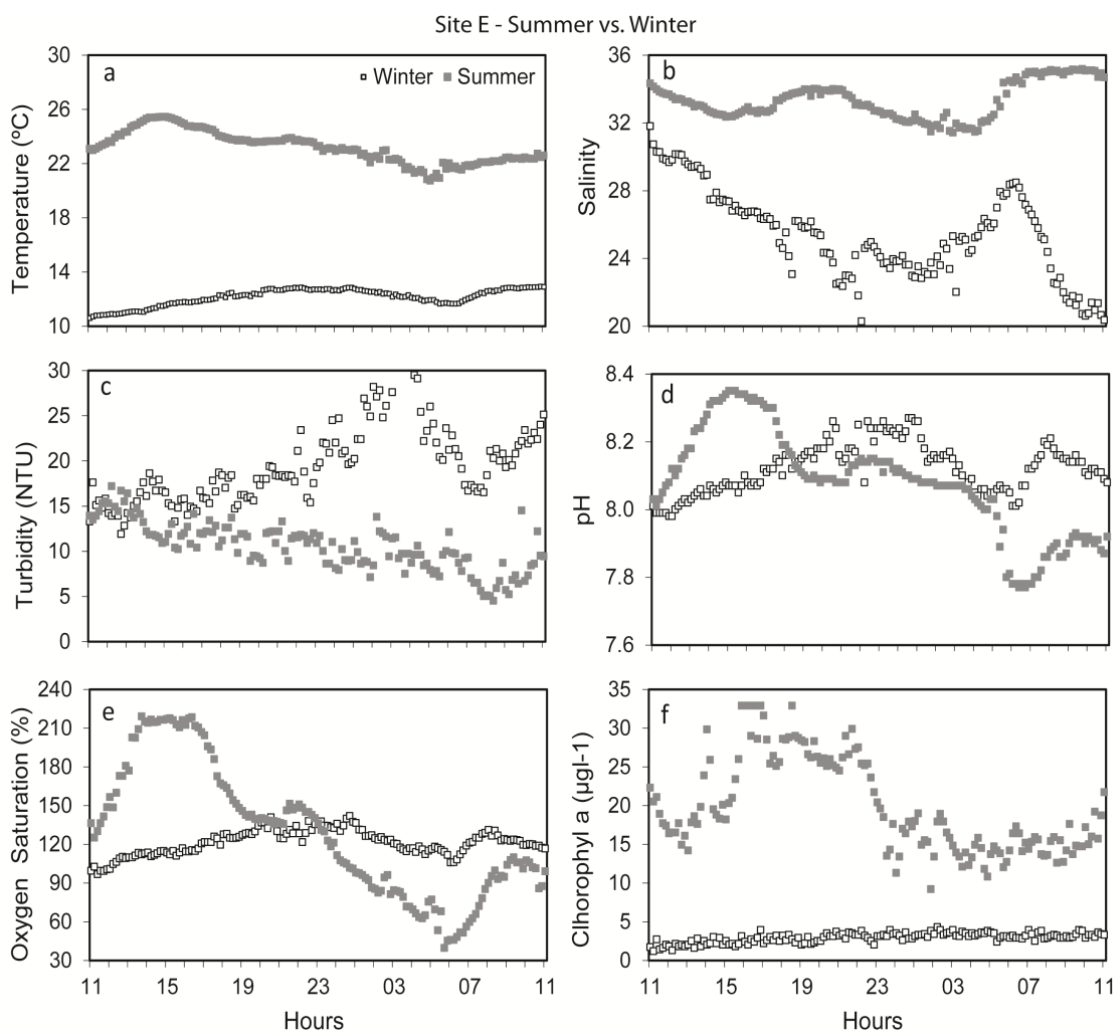 Site E - Summer vs. Winter
a
Winter Summer
Temperature (ºC)
30
26
22
18
14
10
b
Salinity
36
32
28
24
20
c
Turbidity (NTU)
30
25
20
15
10
5
0
d
pH
8.4
8.2
8.0
7.8
7.6
e
Oxygen Saturation (%)
240
210
180
150
120
90
60
30
11 15 19 23 03 07 11
Hours
f
Clhorophyl a (µgl-1)
35
30
25
20
15
10
5
0
11 15 19 23 03 07 11
Hours